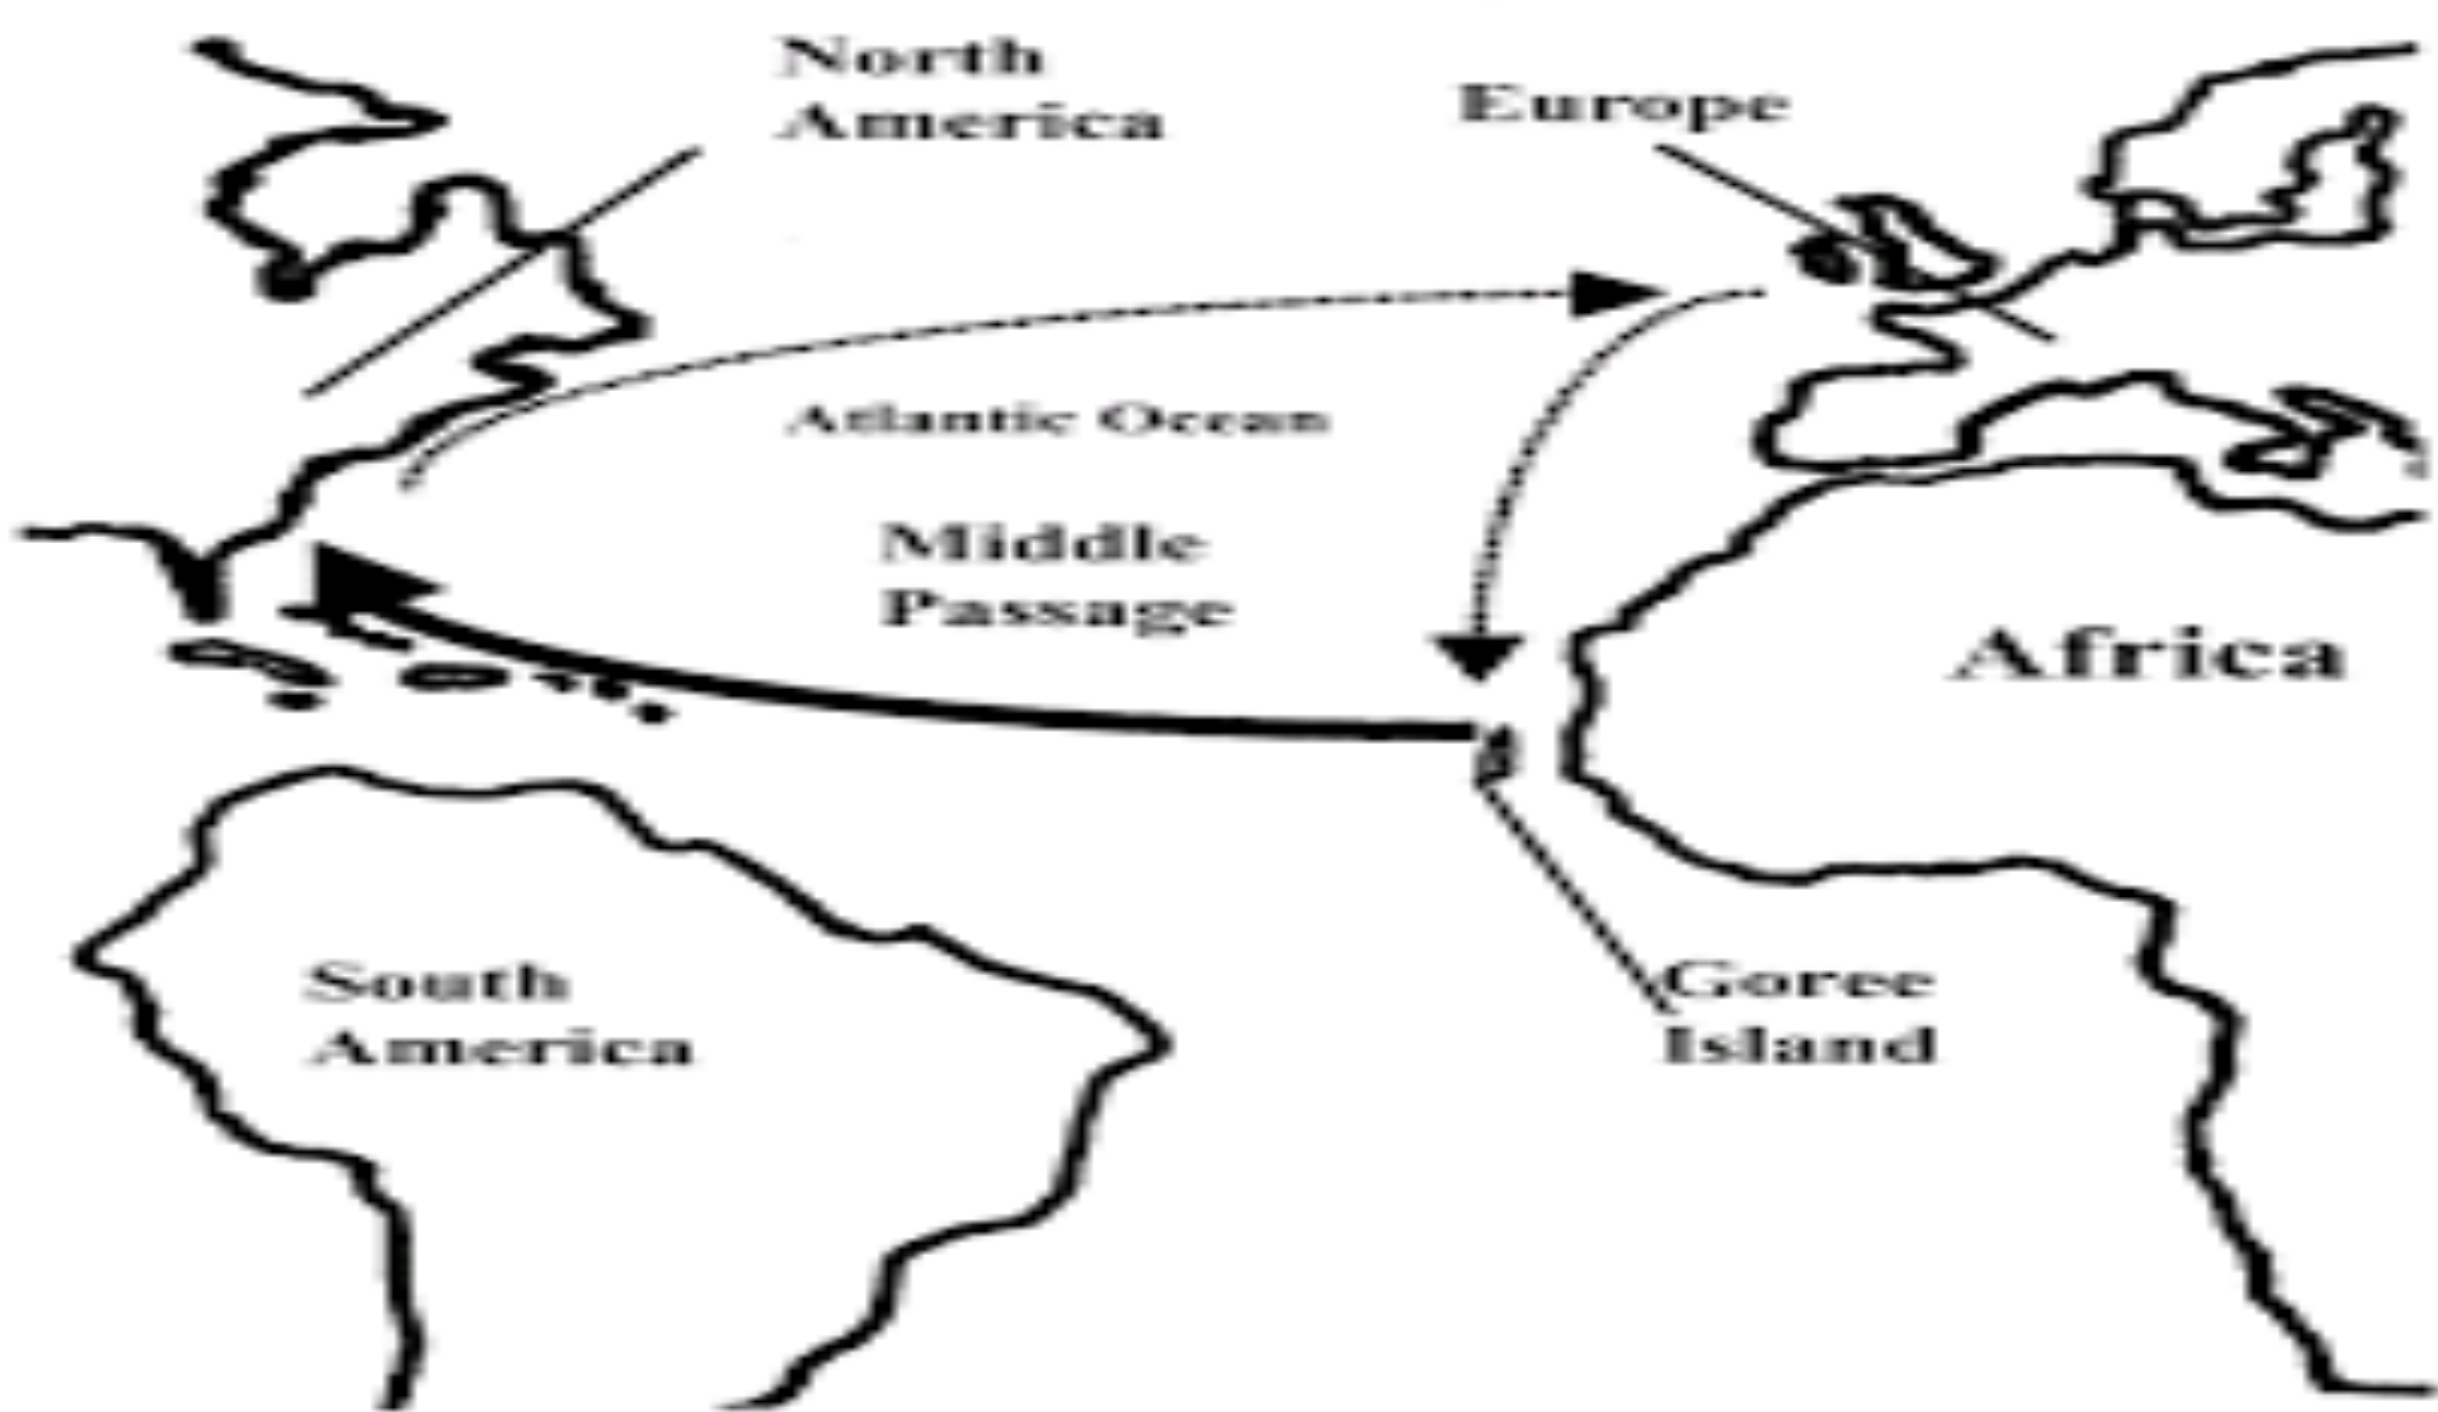 North
America
Europe
Atlantic Ocean
Middle
Passage
Africa
South
America
Goree
Island